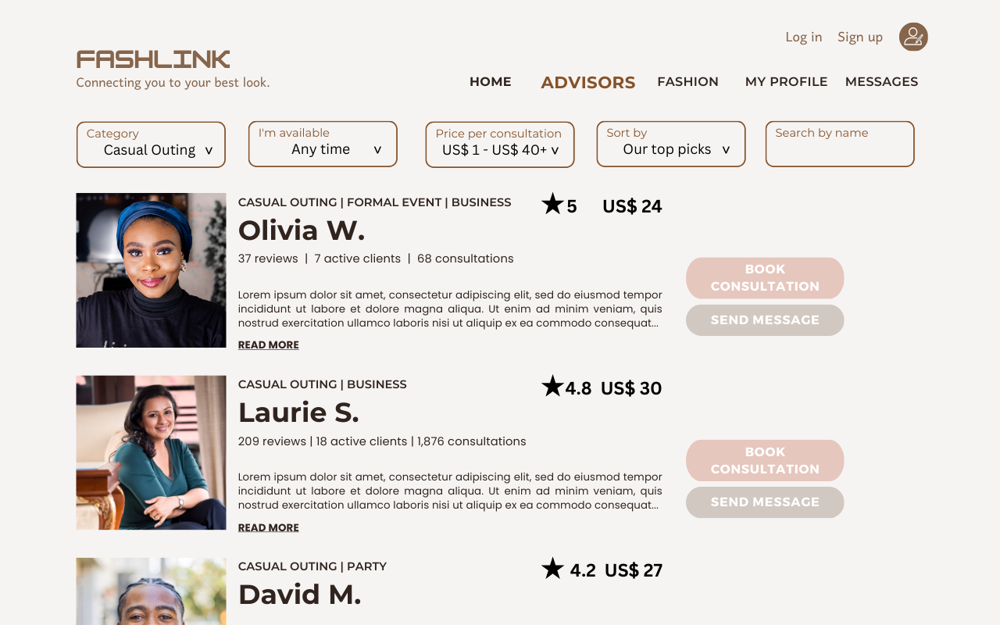 Log in Sign up
FASHLINK
Connecting you to your best look.
HOME ADVISORS FASHION MY PROFILE MESSAGES
Category
Casual Outing v
I'm available
Any time v
Price per consultation
US$ 1 - US$ 40+ v
Sort by
Our top picks v
Search by name
CASUAL OUTING | FORMAL EVENT | BUSINESS
★ 5 US$ 24
Olivia W.
37 reviews | 7 active clients | 68 consultations
Lorem ipsum dolor sit amet, consectetur adipiscing elit, sed do eiusmod tempor
incididunt ut labore et dolore magna aliqua. Ut enim ad minim veniam, quis
nostrud exercitation ullamco laboris nisi ut aliquip ex ea commodo consequat...
READ MORE
BOOK
CONSULTATION
SEND MESSAGE
CASUAL OUTING | BUSINESS
★ 4.8 US$ 30
Laurie S.
209 reviews | 18 active clients | 1,876 consultations
Lorem ipsum dolor sit amet, consectetur adipiscing elit, sed do eiusmod tempor
incididunt ut labore et dolore magna aliqua. Ut enim ad minim veniam, quis
nostrud exercitation ullamco laboris nisi ut aliquip ex ea commodo consequat...
READ MORE
BOOK
CONSULTATION
SEND MESSAGE
CASUAL OUTING | PARTY
★ 4.2 US$ 27
David M.